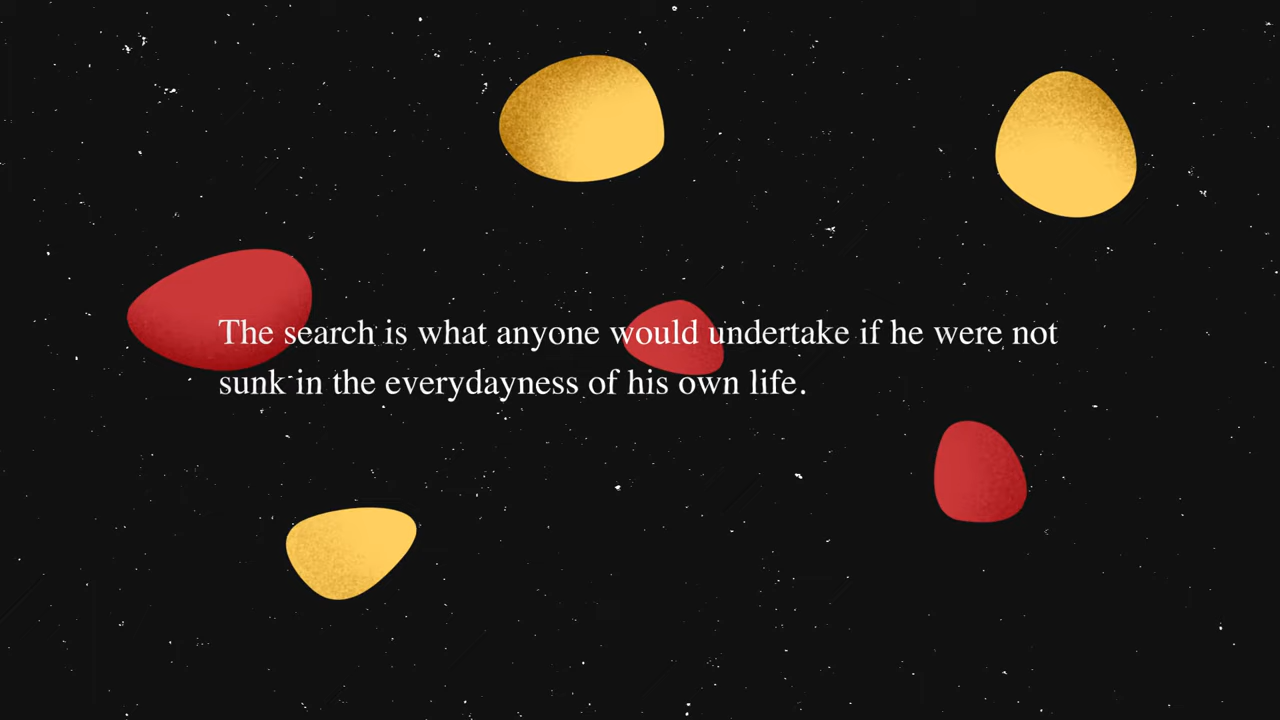 The search is what anyone would undertake if he were not
sunk in the everydayness of his own life.